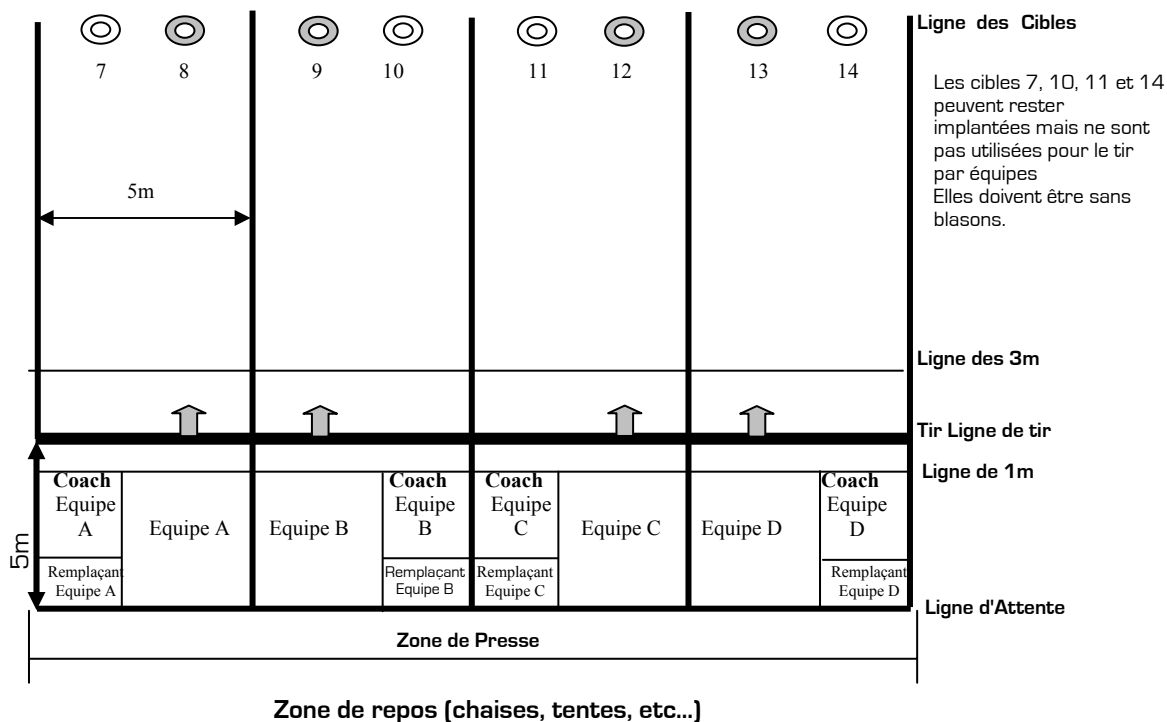 Ligne des Cibles
7 8 9 10 11 12 13 14
Les cibles 7, 10, 11 et 14
peuvent rester
implantées mais ne sont
pas utilisées pour le tir
par équipes
Elles doivent être sans
blasons.
5m
Ligne des 3m
Tir Ligne de tir
Ligne de 1m
5m
Coach
Equipe
A
Remplaçant
Equipe A
Equipe A
Equipe B
Coach
Equipe
B
Remplaçant
Equipe B
Coach
Equipe
C
Remplaçant
Equipe C
Equipe C
Equipe D
Coach
Equipe
D
Remplaçant
Equipe D
Ligne d'Attente
Zone de Presse
Zone de repos (chaises, tentes, etc...)